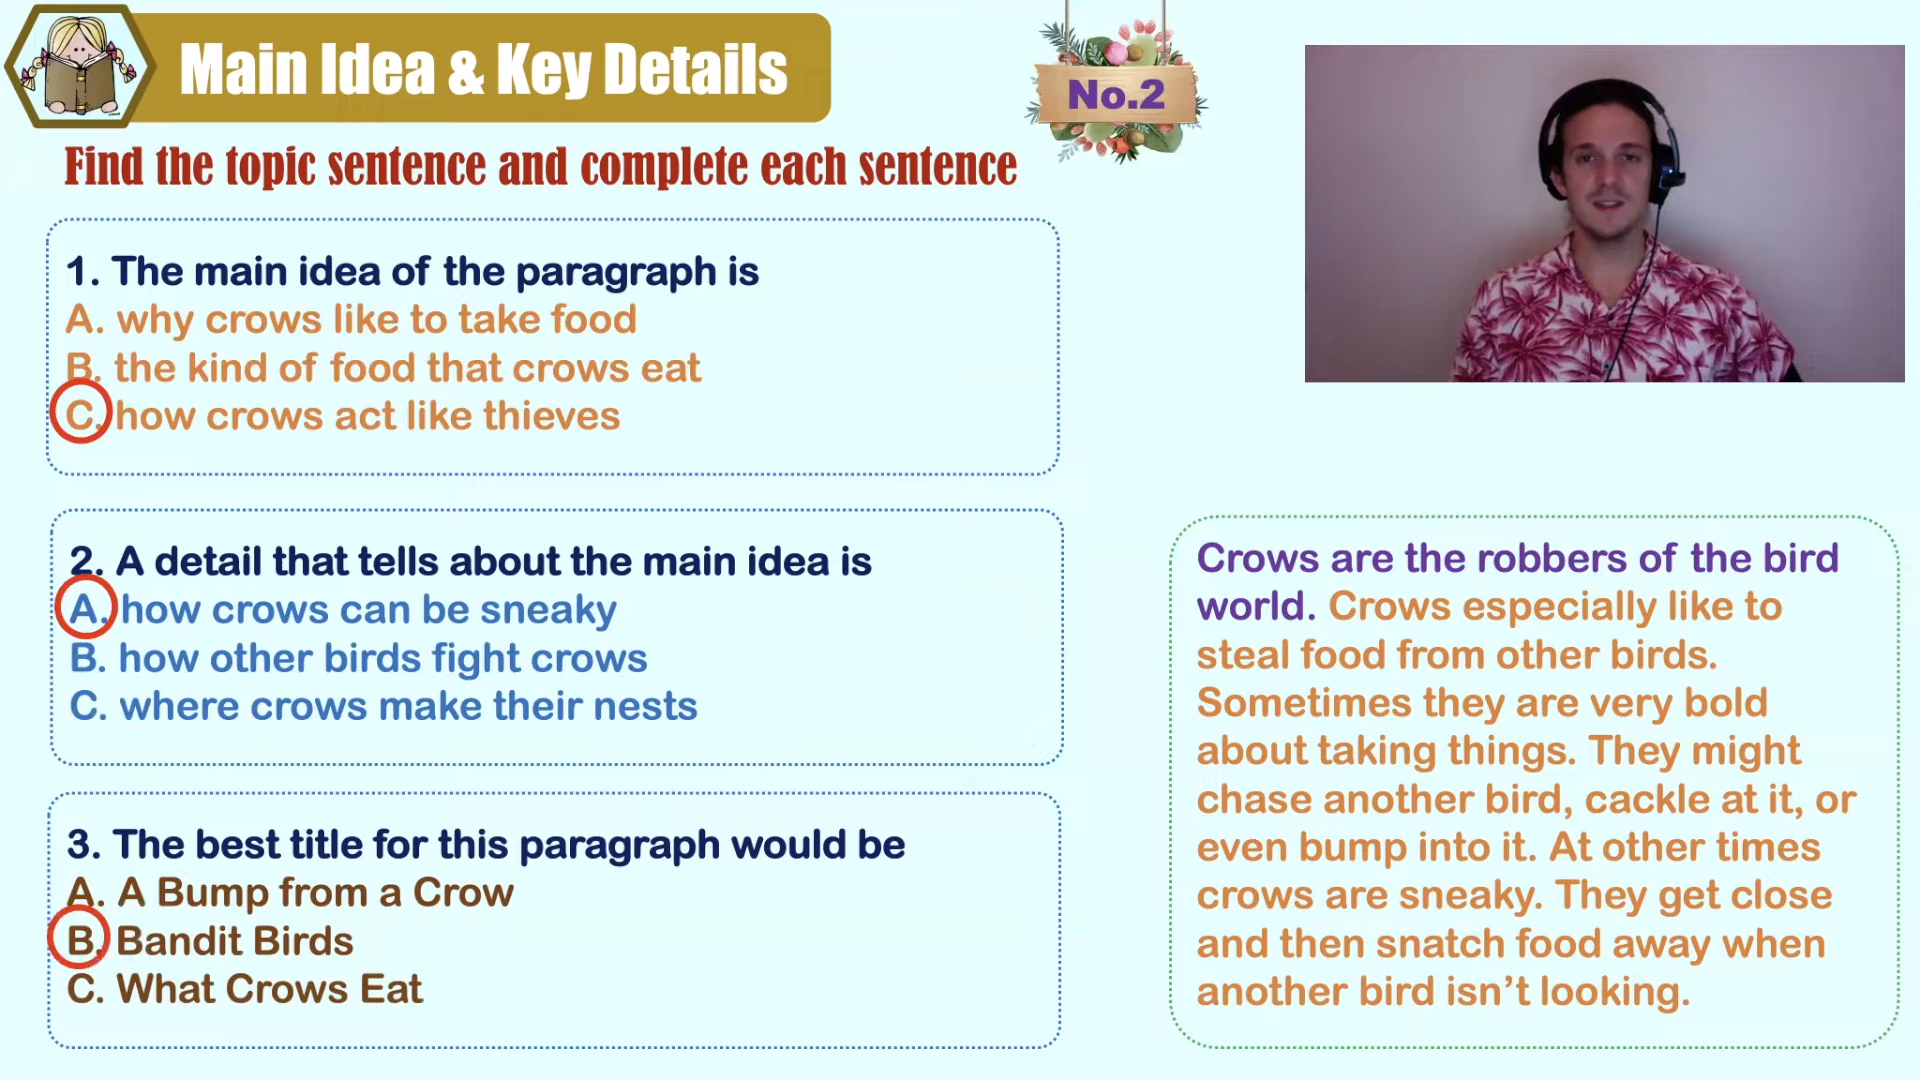 Main Idea & Key Details
No.2
Find the topic sentence and complete each sentence
1. The main idea of the paragraph is
A. why crows like to take food
B. the kind of food that crows eat
C. how crows act like thieves
2. A detail that tells about the main idea is
A. how crows can be sneaky
B. how other birds fight crows
C. where crows make their nests
3. The best title for this paragraph would be
A. A Bump from a Crow
B. Bandit Birds
C. What Crows Eat
Crows are the robbers of the bird
world. Crows especially like to
steal food from other birds.
Sometimes they are very bold
about taking things. They might
chase another bird, cackle at it, or
even bump into it. At other times
crows are sneaky. They get close
and then snatch food away when
another bird isn’t looking.